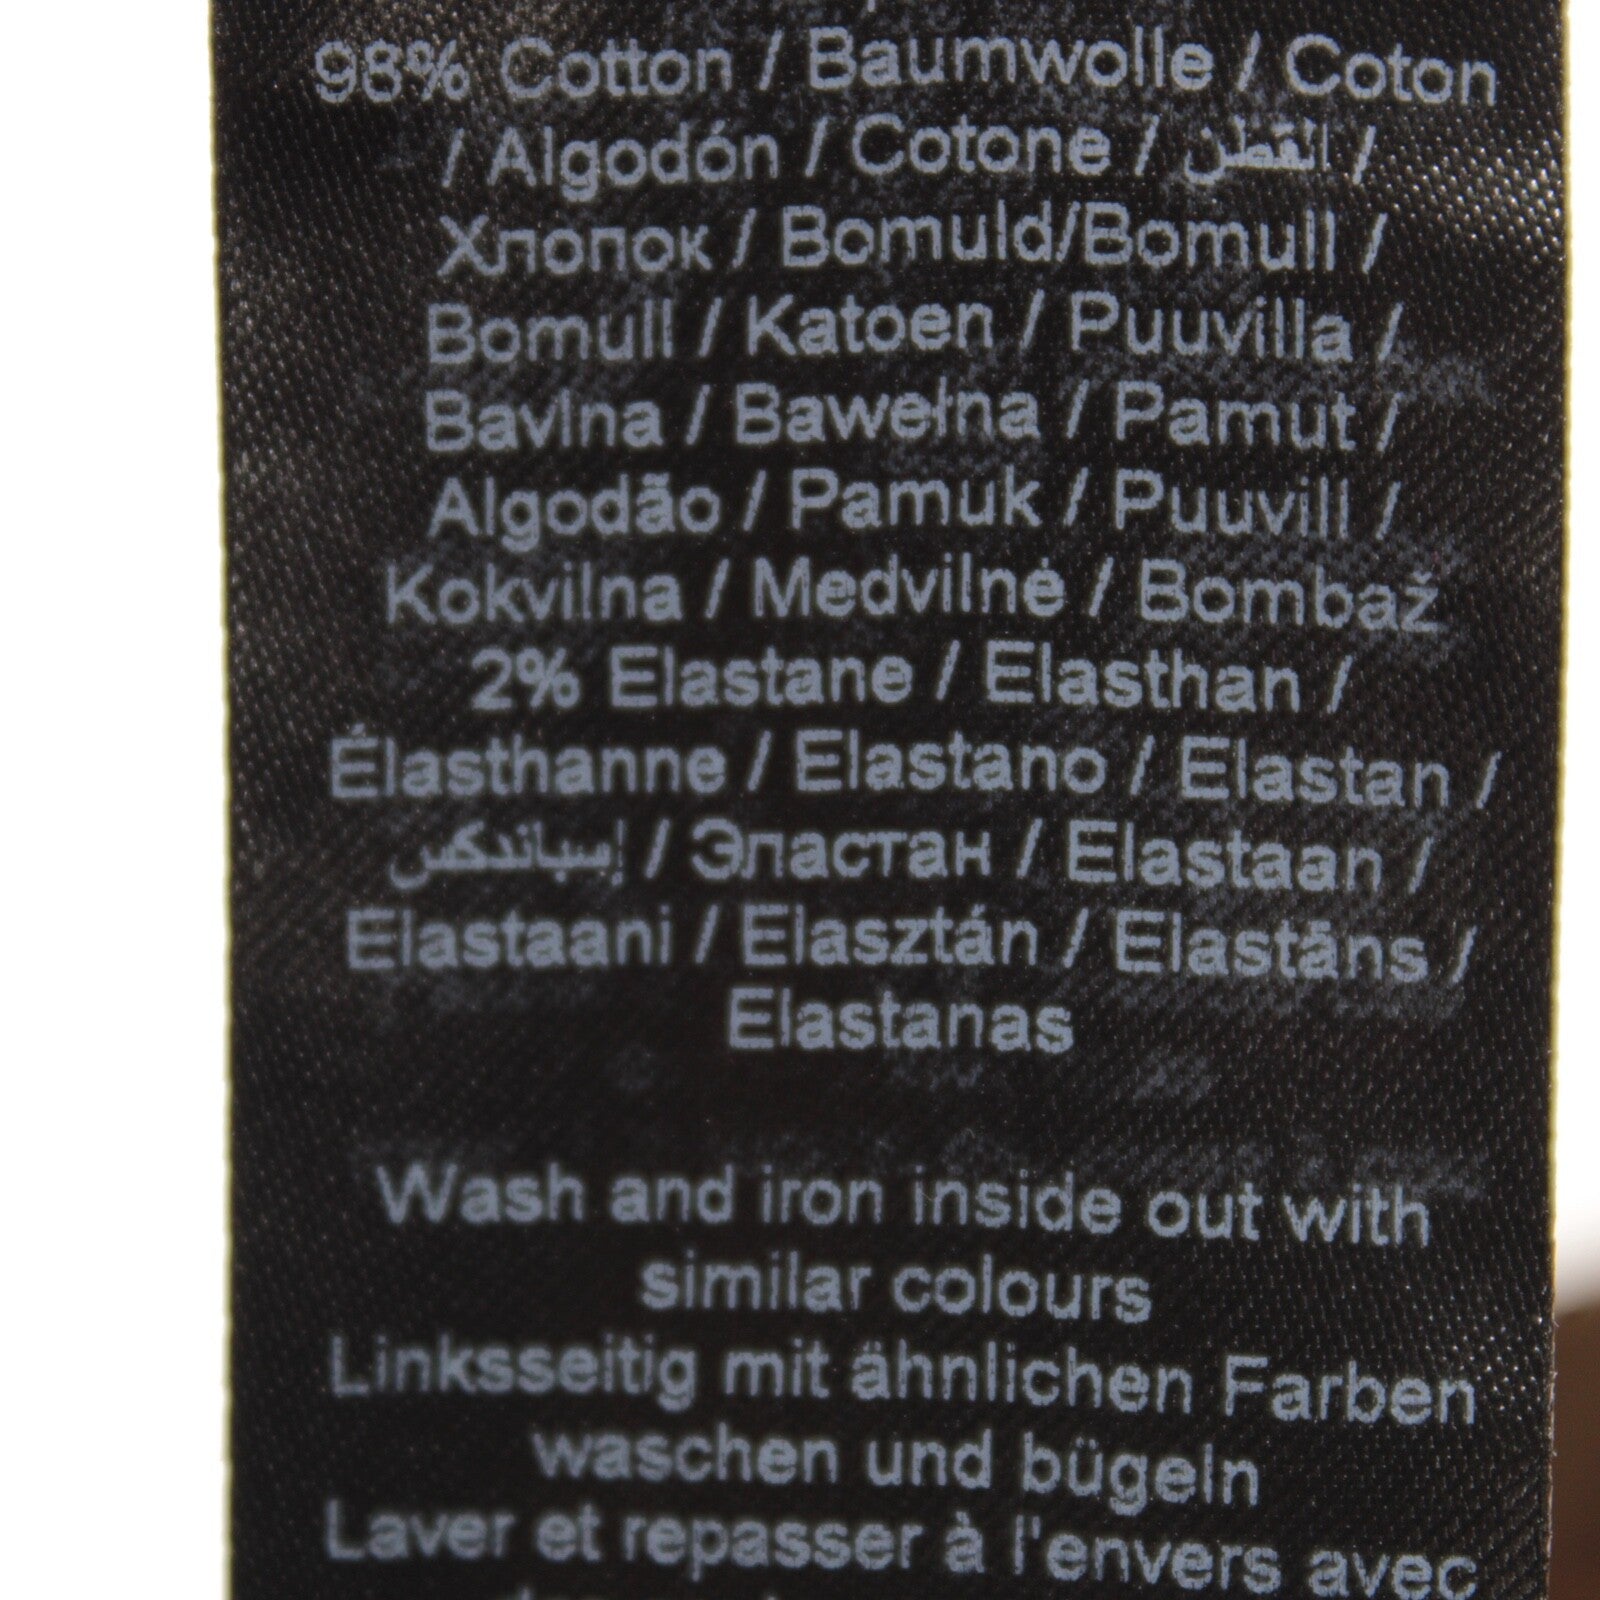 98% Cotton / Baumwolle / Coton
/ Algodón / Cotone / القطن /
Хлопок / Bomuld/Bomull /
Bomull / Katoen / Puuvilla /
Bavlna / Bawełna / Pamut /
Algodão / Pamuk / Puuvill /
Kokvilna / Medvilnė / Bombaž
2% Elastane / Elasthan /
Élasthanne / Elastano / Elastan /
إسباندكس / Эластан / Elastaan /
Elastaani / Elasztán / Elastāns /
Elastanas
Wash and iron inside out with
similar colours
Linksseitig mit ähnlichen Farben
waschen und bügeln
Laver et repasser à l'envers avec